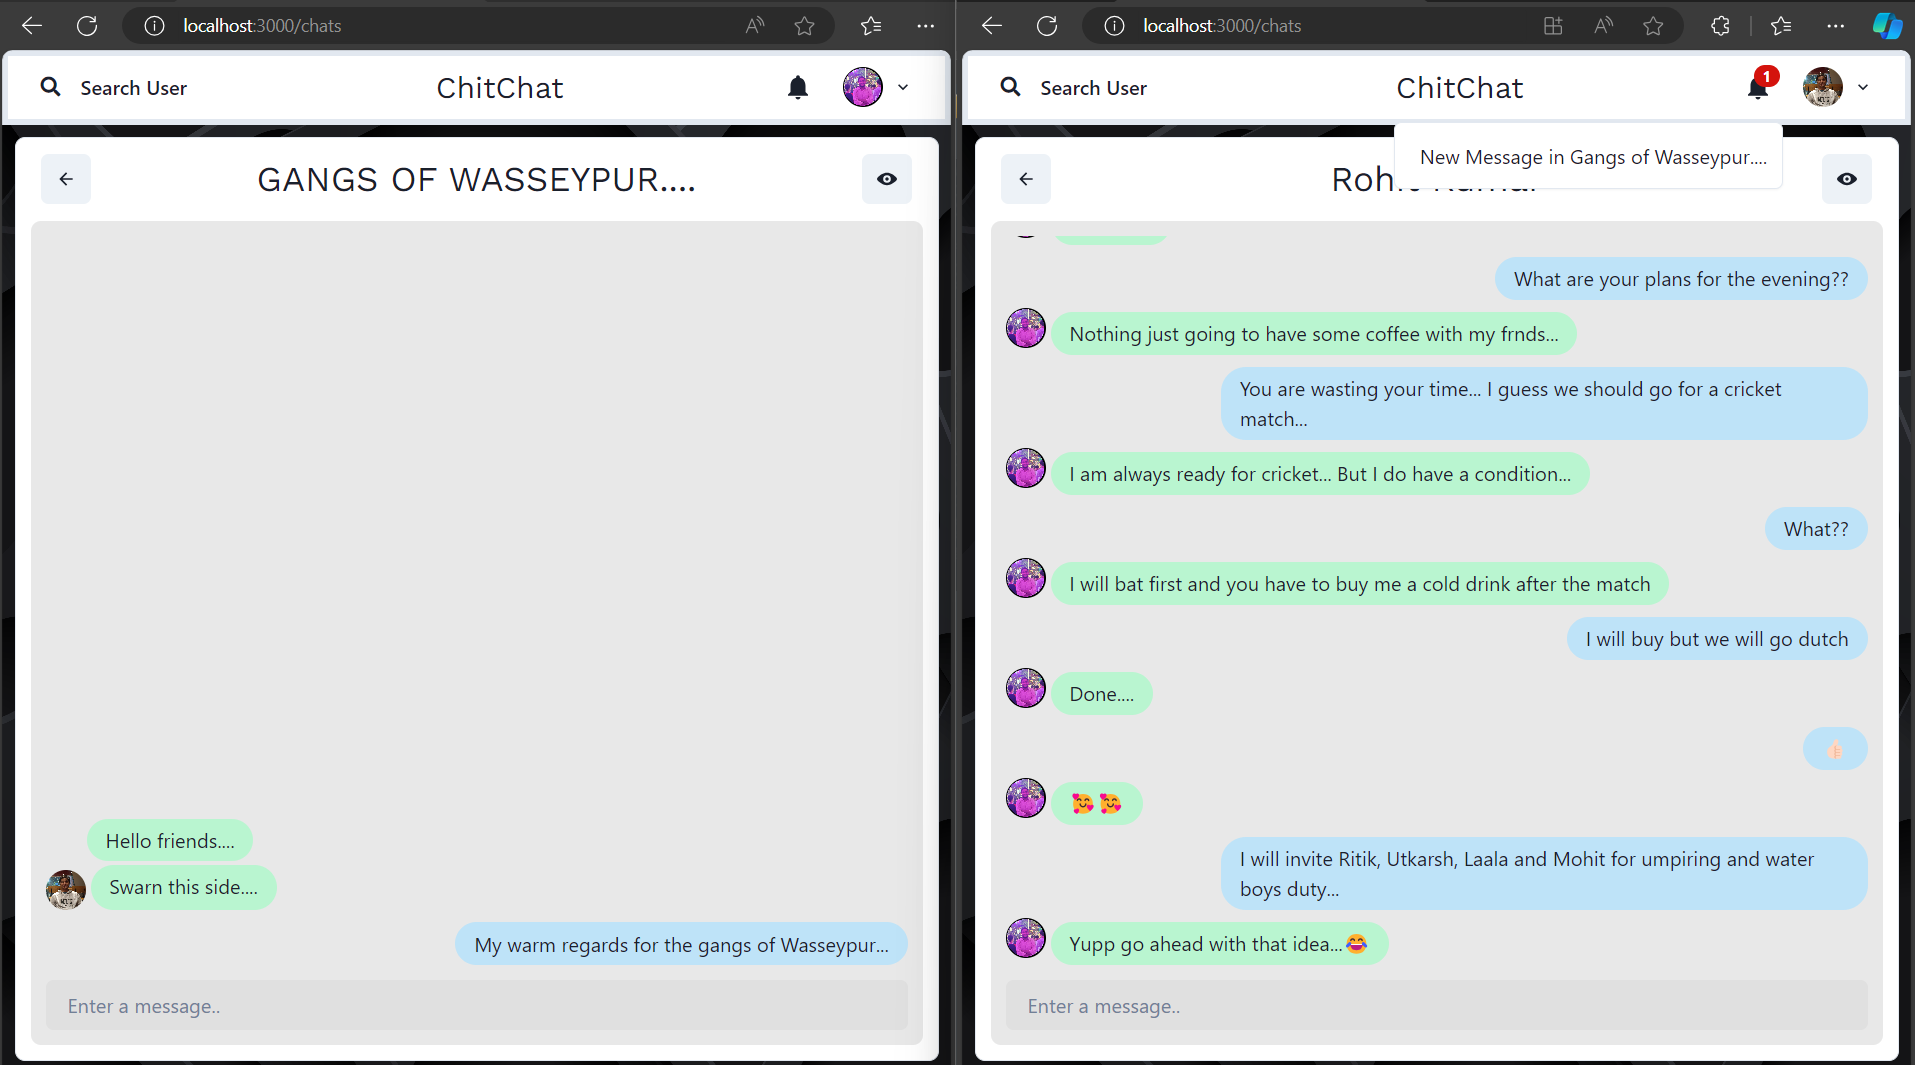 localhost:3000/chats
Search User
ChitChat
GANGS OF WASSEYPUR....
Hello friends....
Swarn this side....
My warm regards for the gangs of Wasseypur...
Enter a message..
localhost:3000/chats
Search User
ChitChat
1
New Message in Gangs of Wasseypur....
What are your plans for the evening??
Nothing just going to have some coffee with my frnds...
You are wasting your time... I guess we should go for a cricket
match...
I am always ready for cricket... But I do have a condition...
What??
I will bat first and you have to buy me a cold drink after the match
I will buy but we will go dutch
Done....
👍🏻
🥰🥰
I will invite Ritik, Utkarsh, Laala and Mohit for umpiring and water
boys duty...
Yupp go ahead with that idea...😂
Enter a message..